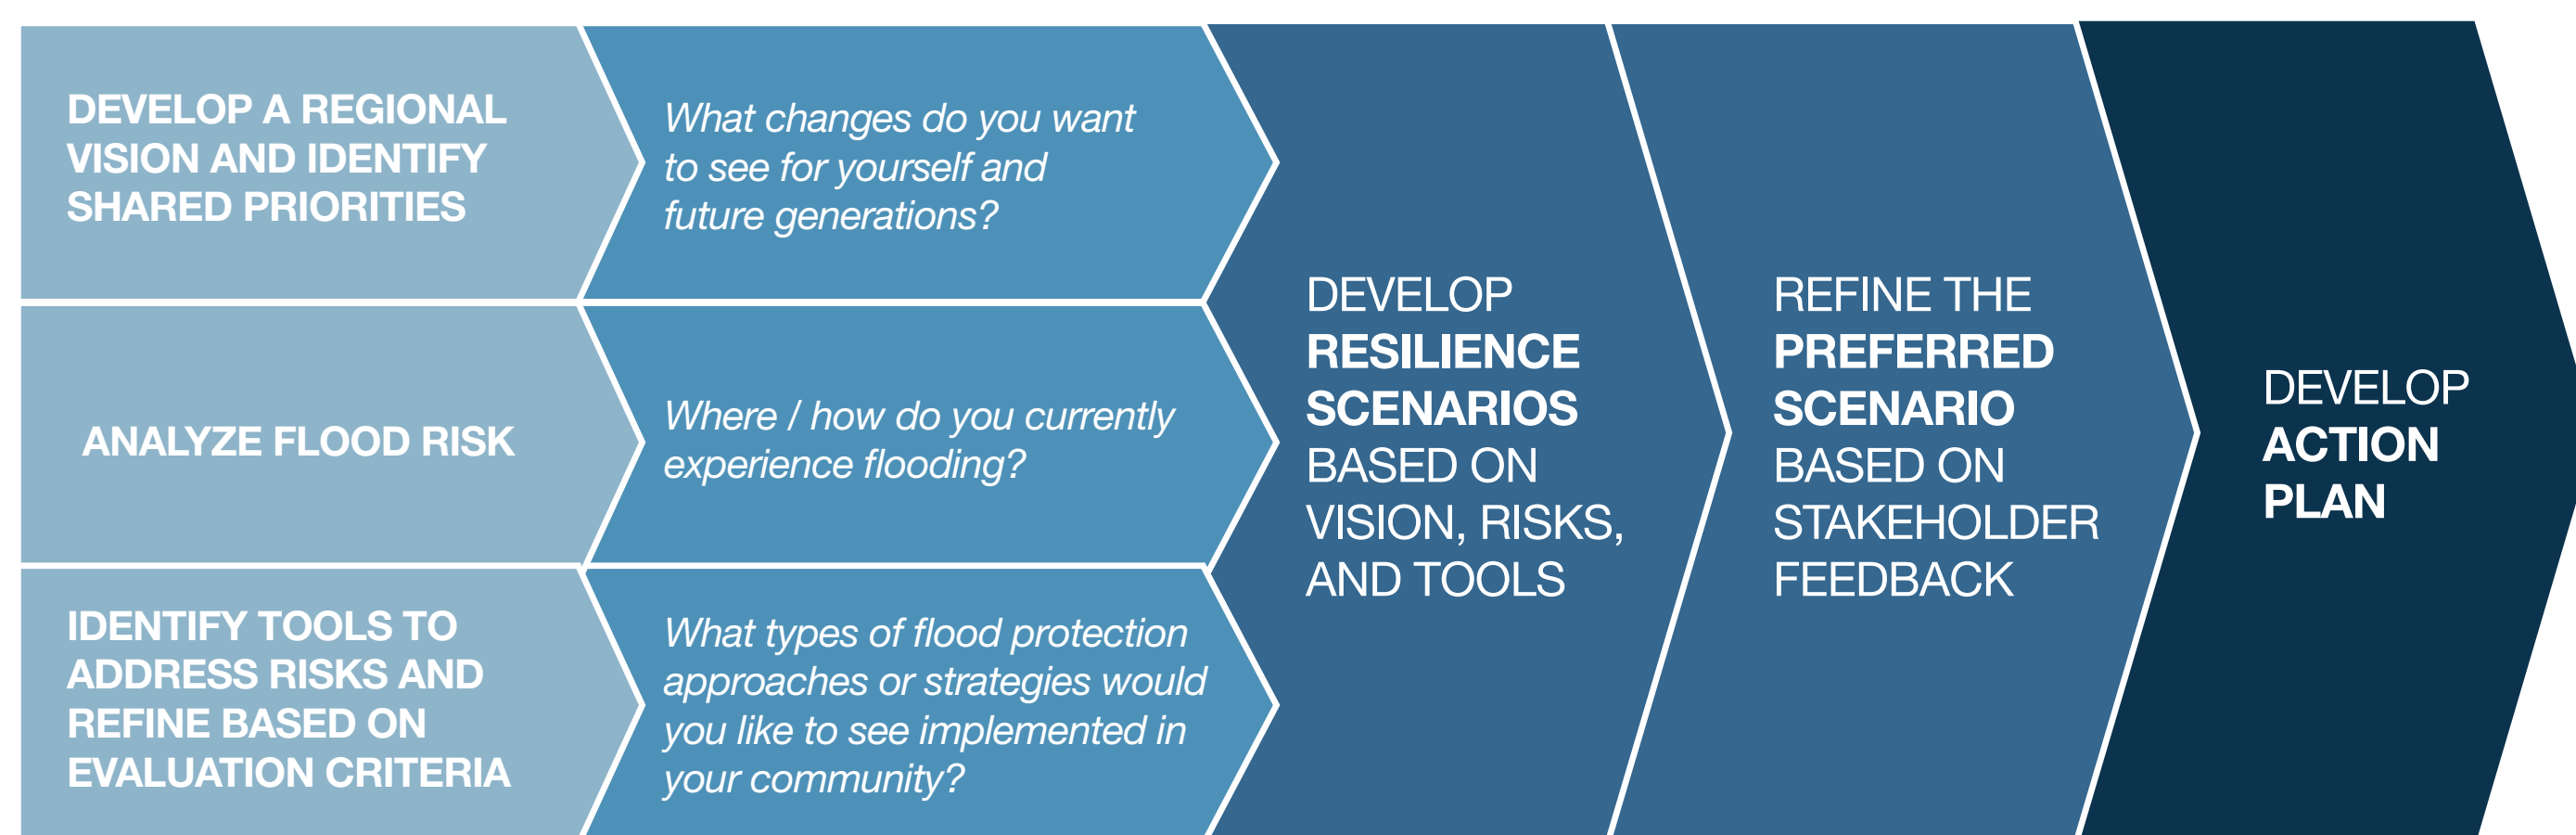 DEVELOP A REGIONAL
VISION AND IDENTIFY
SHARED PRIORITIES
What changes do you want
to see for yourself and
future generations?
ANALYZE FLOOD RISK
Where / how do you currently
experience flooding?
IDENTIFY TOOLS TO
ADDRESS RISKS AND
REFINE BASED ON
EVALUATION CRITERIA
What types of flood protection
approaches or strategies would
you like to see implemented in
your community?
DEVELOP
RESILIENCE
SCENARIOS
BASED ON
VISION, RISKS,
AND TOOLS
REFINE THE
PREFERRED
SCENARIO
BASED ON
STAKEHOLDER
FEEDBACK
DEVELOP
ACTION
PLAN